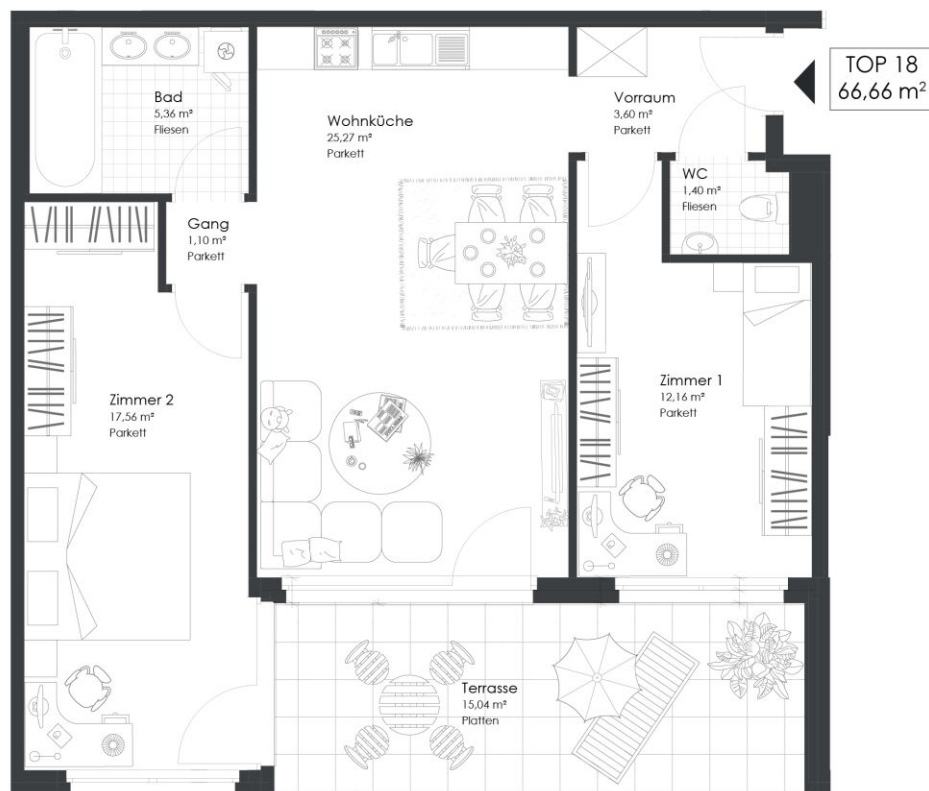 TOP 18
66,66 m²
Bad
5,36 m²
Fliesen
Wohnküche
25,27 m²
Parkett
Vorraum
3,60 m²
Parkett
WC
1,40 m²
Fliesen
Gang
1,10 m²
Parkett
Zimmer 2
17,56 m²
Parkett
Zimmer 1
12,16 m²
Parkett
Terrasse
15,04 m²
Platten